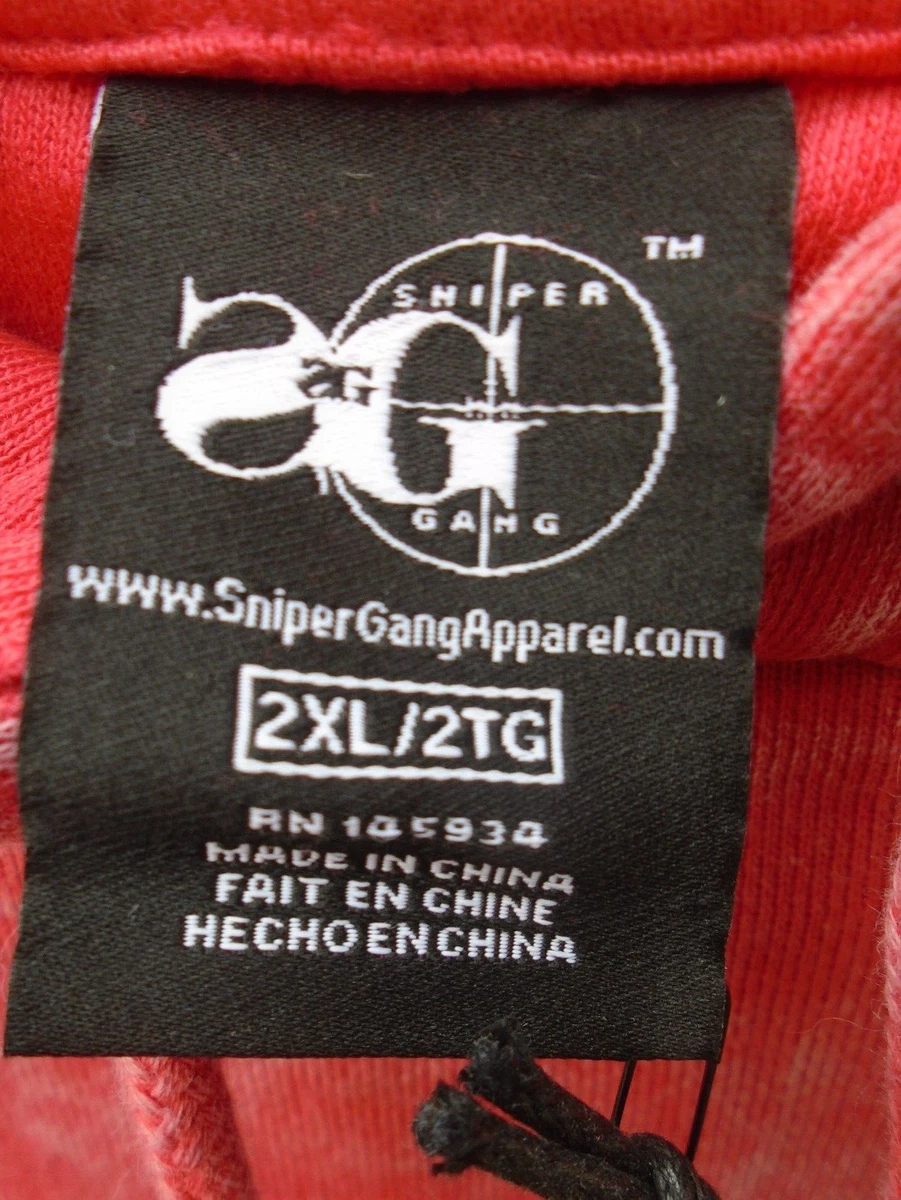 TM
SNIPER
SG
SG
GANG
www.SniperGangApparel.com
2XL/2TG
RN 145934
MADE IN CHINA
FAIT EN CHINE
HECHO EN CHINA